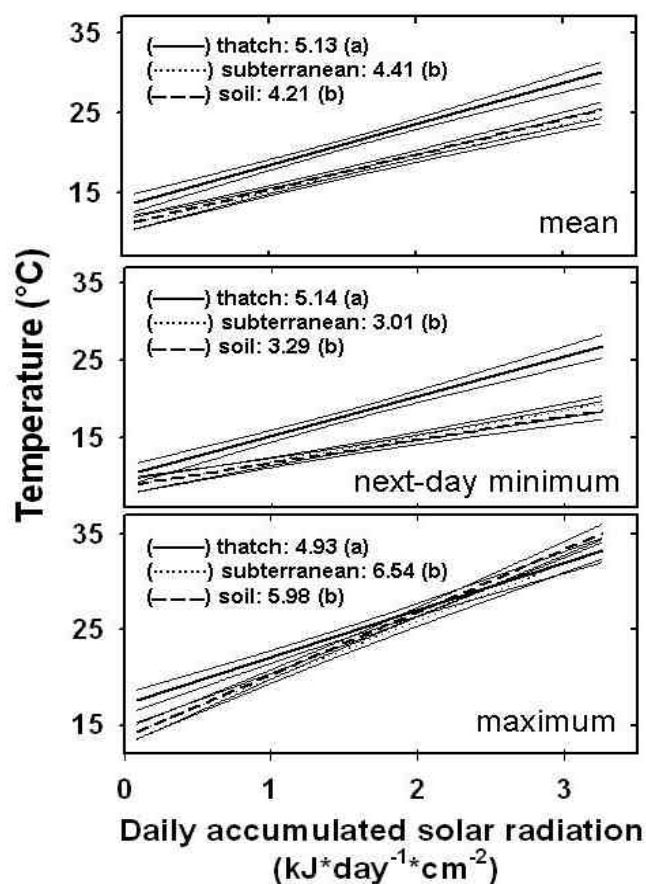 35
25
15
(——) thatch: 5.13 (a)
(......) subterranean: 4.41 (b)
(— — —) soil: 4.21 (b)
mean
35
25
15
(——) thatch: 5.14 (a)
(......) subterranean: 3.01 (b)
(— — —) soil: 3.29 (b)
next-day minimum
35
25
15
(——) thatch: 4.93 (a)
(......) subterranean: 6.54 (b)
(— — —) soil: 5.98 (b)
maximum
Temperature (°C)
0 1 2 3
Daily accumulated solar radiation
(kJ*day⁻¹*cm⁻²)